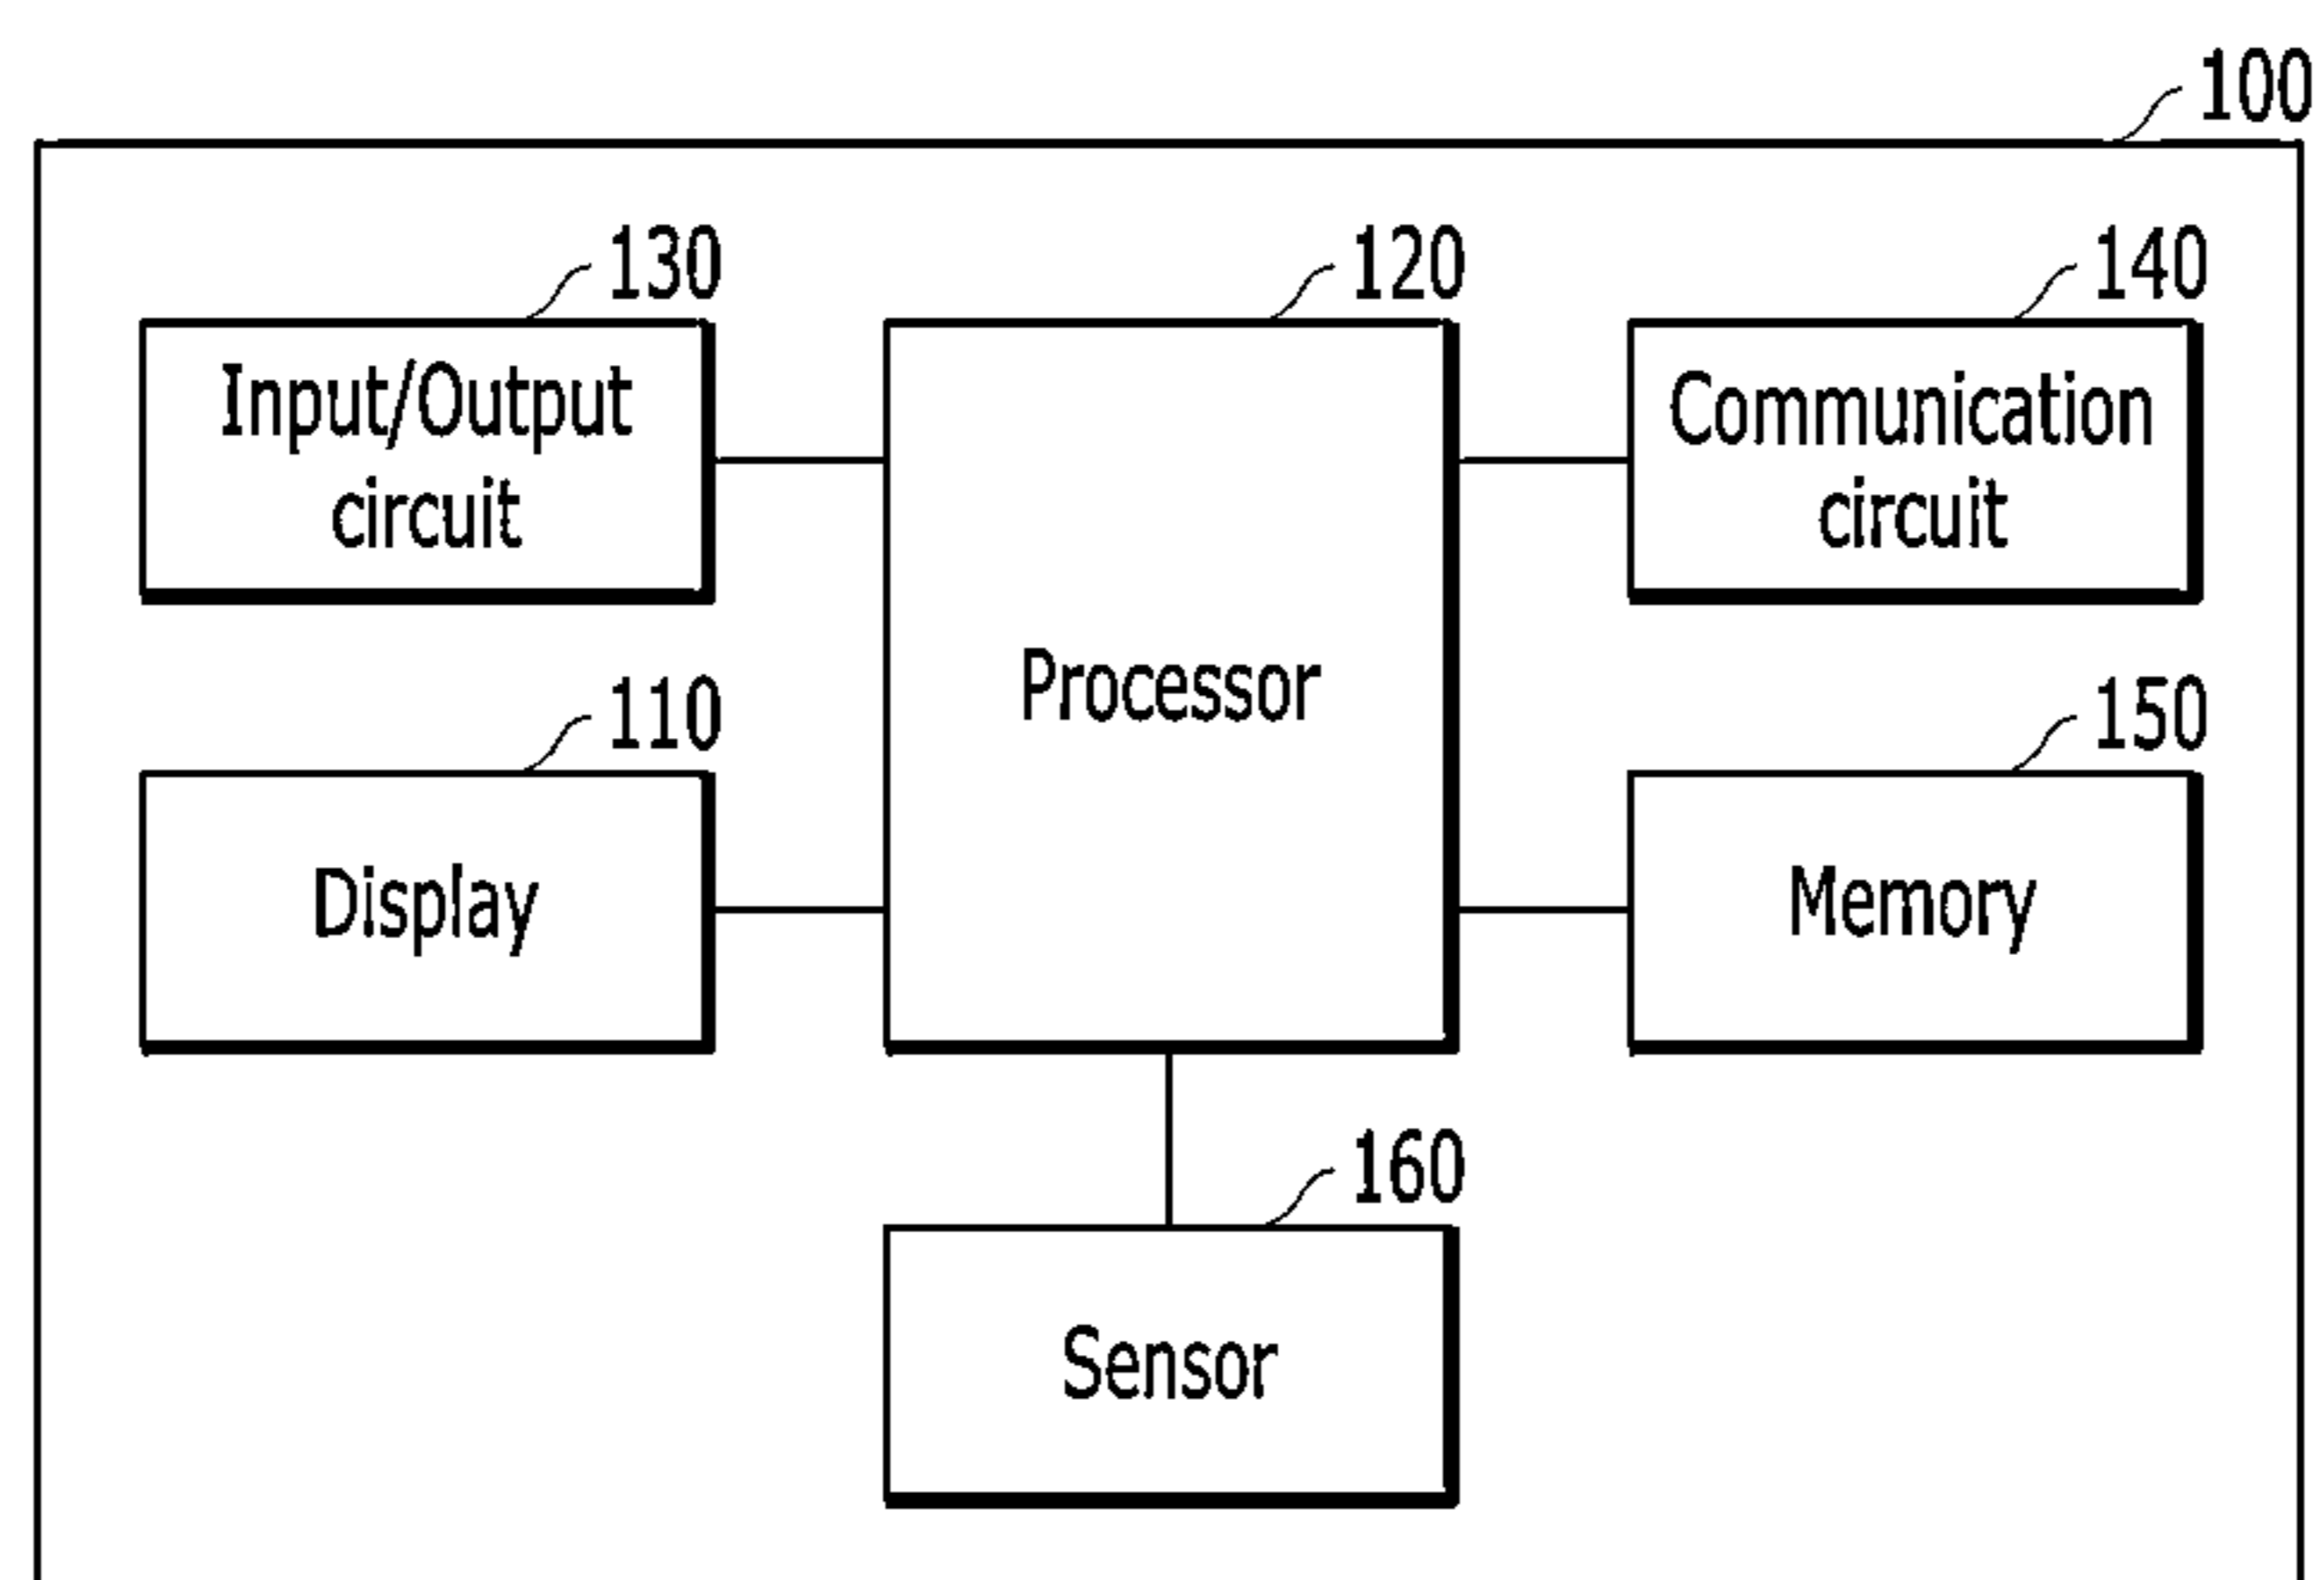 100
130
120
140
Input/Output
circuit
Communication
circuit
Processor
110
150
Display
Memory
160
Sensor